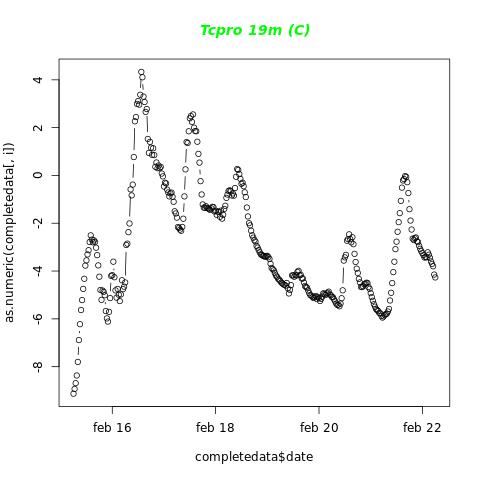 Tcpro 19m (C)
as.numeric(completedata[, i])
4
2
0
-2
-4
-6
-8
feb 16
feb 18
feb 20
feb 22
completedata$date